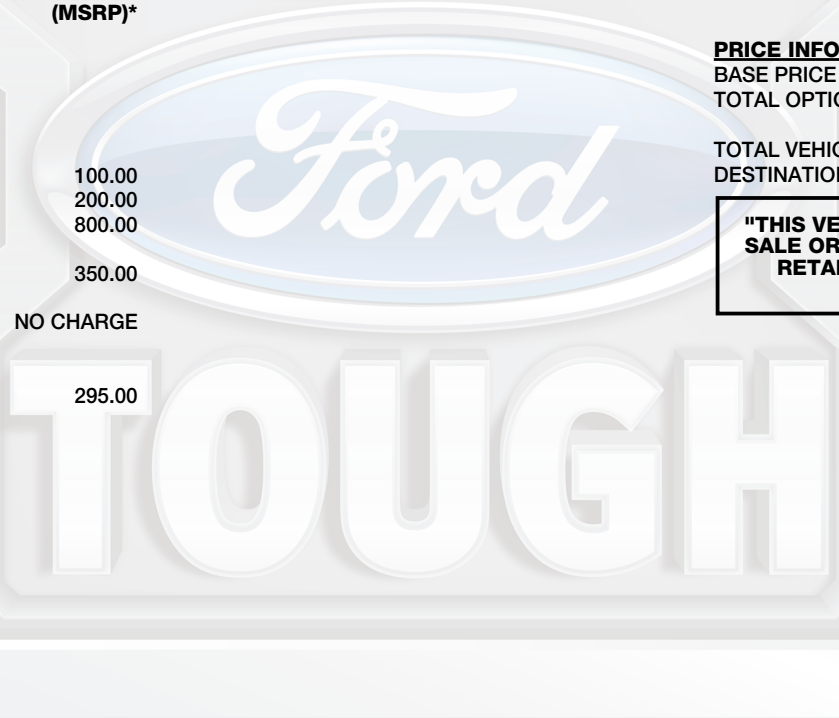 (MSRP)*
100.00
200.00
800.00
350.00
NO CHARGE
295.00
PRICE INFO
BASE PRICE
TOTAL OPTIO
TOTAL VEHIC
DESTINATION
"THIS VE
SALE OR
RETAI
Ford
TOUGH